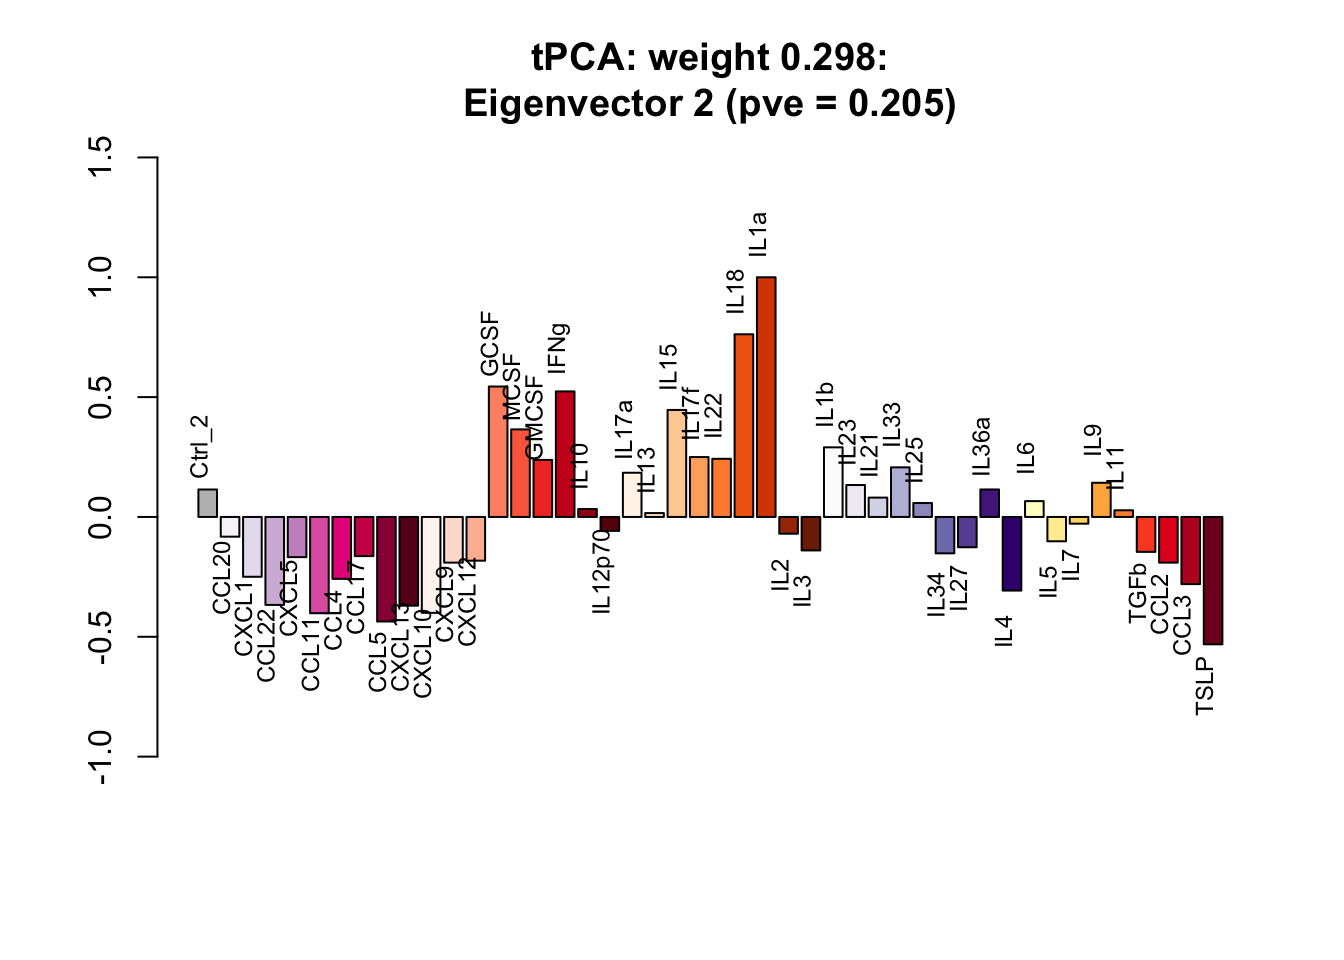 tPCA: weight 0.298:
Eigenvector 2 (pve = 0.205)
1.5
1.0
0.5
0.0
-0.5
-1.0
Ctrl_2
CCL20
CXCL1
CCL22
CXCL5
CCL11
CCL4
CCL17
CCL5
CXCL13
CXCL10
CXCL9
CXCL12
GCSF
MCSF
GMCSF
IFNg
IL10
IL12p70
IL17a
IL13
IL15
IL17f
IL22
IL18
IL1a
IL2
IL3
IL1b
IL23
IL21
IL33
IL25
IL34
IL27
IL36a
IL4
IL6
IL5
IL7
IL9
IL11
TGFb
CCL2
CCL3
TSLP